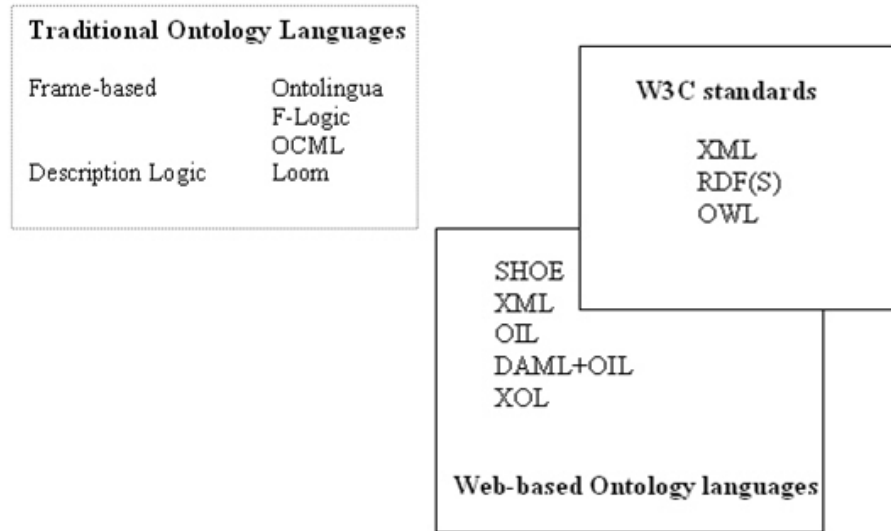 Traditional Ontology Languages
Frame-based Ontolingua
F-Logic
OCML
Description Logic Loom
W3C standards
XML
RDF(S)
OWL
SHOE
XML
OIL
DAML+OIL
XOL
Web-based Ontology languages